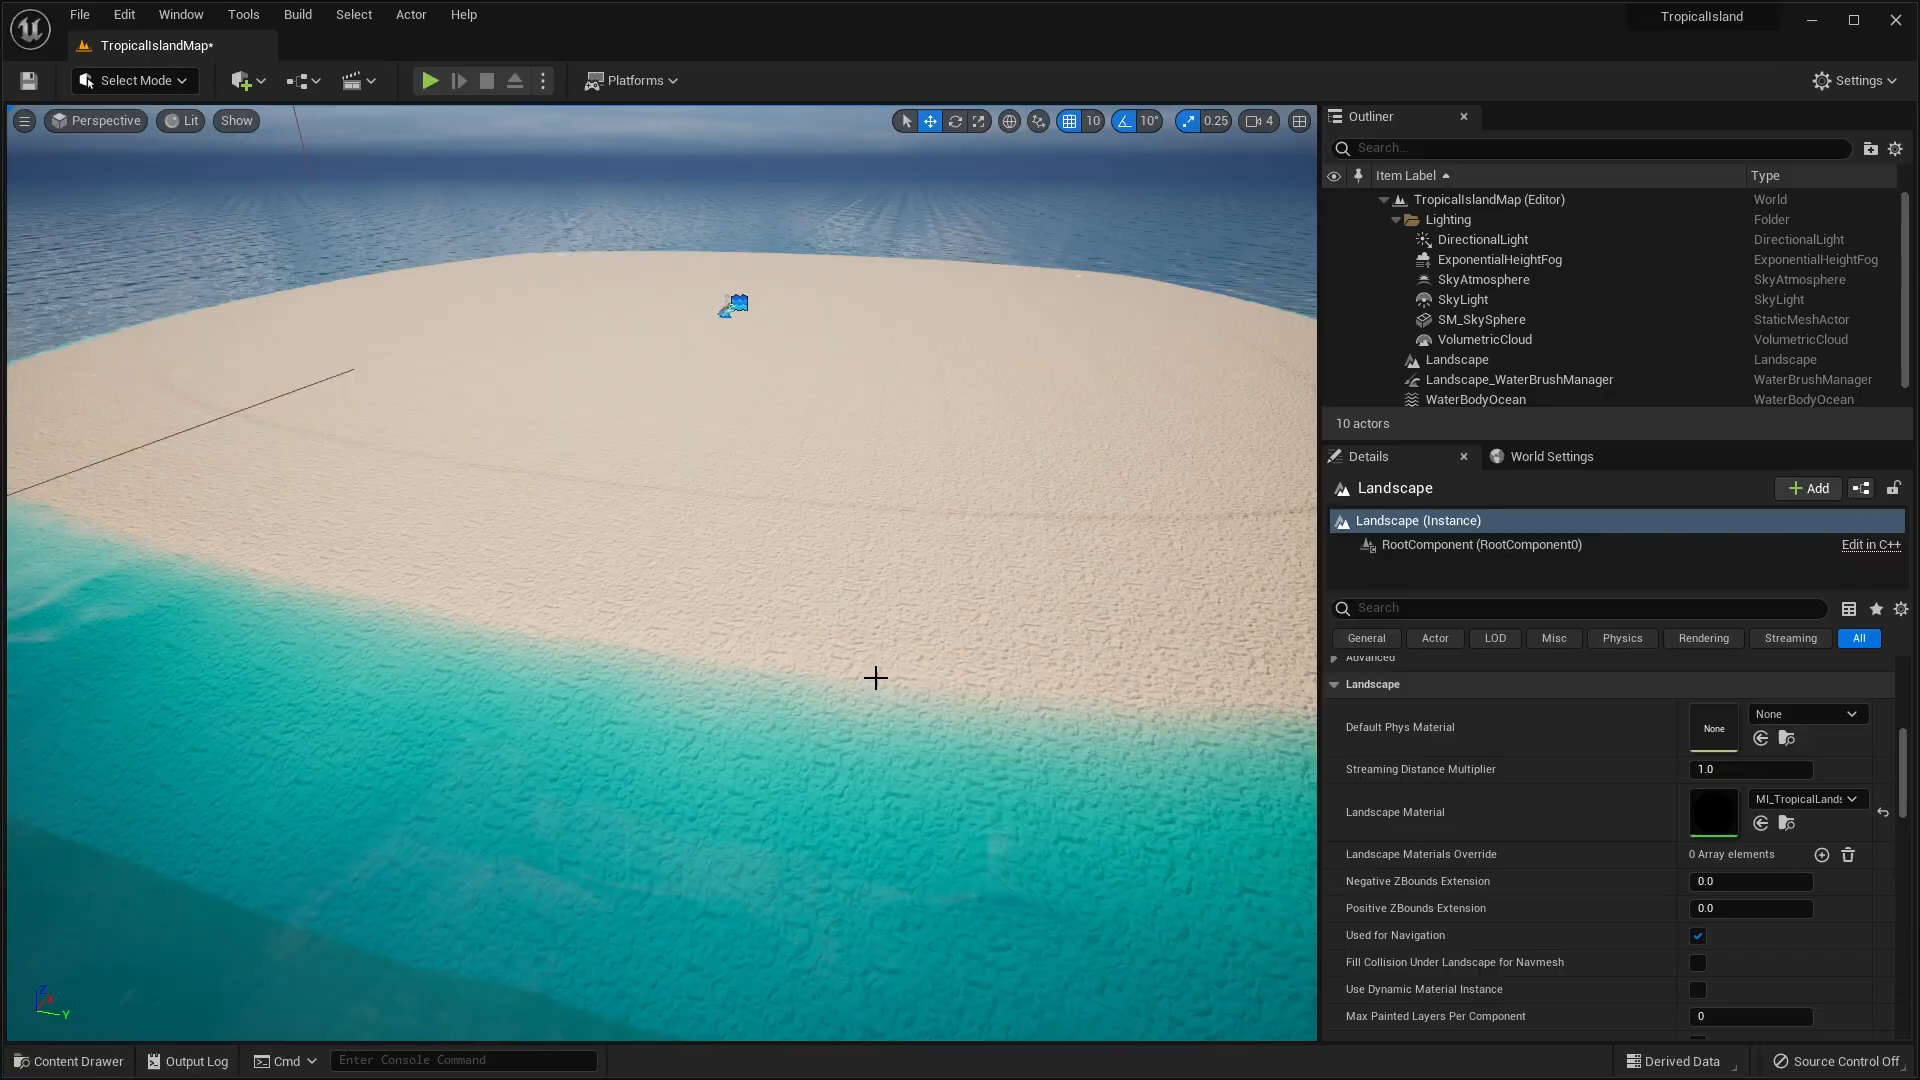 File Edit Window Tools Build Select Actor Help
TropicalIsland
TropicalIslandMap*
Select Mode
Platforms
Settings
Perspective Lit Show
10 10° 0.25 4
Outliner
Search...
Item Label Type
TropicalIslandMap (Editor) World
Lighting Folder
DirectionalLight DirectionalLight
ExponentialHeightFog ExponentialHeightFog
SkyAtmosphere SkyAtmosphere
SkyLight SkyLight
SM_SkySphere StaticMeshActor
VolumetricCloud VolumetricCloud
Landscape Landscape
Landscape_WaterBrushManager WaterBrushManager
WaterBodyOcean WaterBodyOcean
10 actors
Details World Settings
Landscape Add
Landscape (Instance)
RootComponent (RootComponent0) Edit in C++
Search
General Actor LOD Misc Physics Rendering Streaming All
Advanced
Landscape
Default Phys Material None None
Streaming Distance Multiplier 1.0
Landscape Material MI_TropicalLands
Landscape Materials Override 0 Array elements
Negative ZBounds Extension 0.0
Positive ZBounds Extension 0.0
Used for Navigation
Fill Collision Under Landscape for Navmesh
Use Dynamic Material Instance
Max Painted Layers Per Component 0
Z X Y
Content Drawer Output Log Cmd Enter Console Command Derived Data Source Control Off